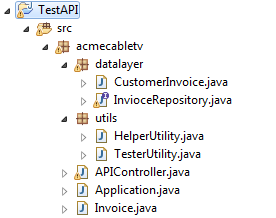 TestAPI
src
acmecabletv
datalayer
CustomerInvoice.java
InvioceRepository.java
utils
HelperUtility.java
TesterUtility.java
APIController.java
Application.java
Invoice.java